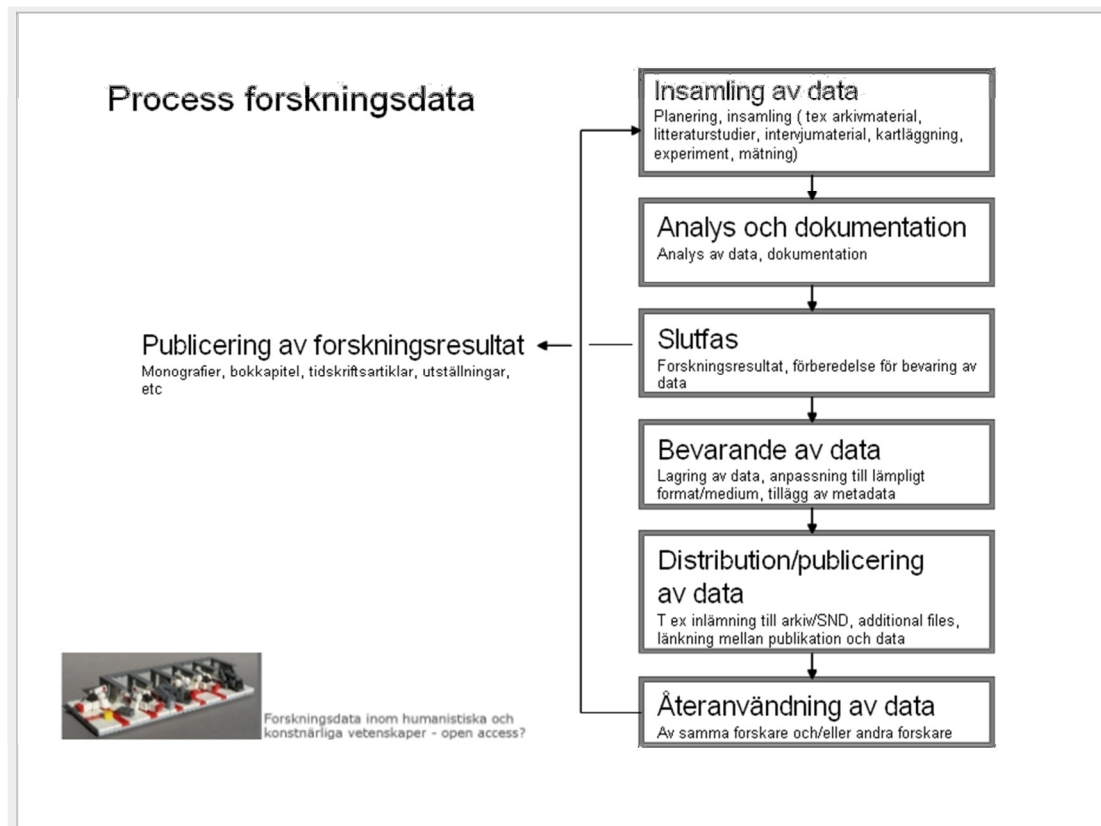 Process forskningsdata
Insamling av data
Planering, insamling ( tex arkivmaterial,
litteraturstudier, intervjumaterial, kartläggning,
experiment, mätning)
Analys och dokumentation
Analys av data, dokumentation
Slutfas
Forskningsresultat, förberedelse för bevaring av
data
Publicering av forskningsresultat
Monografier, bokkapitel, tidskriftsartiklar, utställningar,
etc
Bevarande av data
Lagring av data, anpassning till lämpligt
format/medium, tillägg av metadata
Distribution/publicering
av data
T ex inlämning till arkiv/SND, additional files,
länkning mellan publikation och data
Återanvändning av data
Av samma forskare och/eller andra forskare
Forskningsdata inom humanistiska och
konstnärliga vetenskaper - open access?